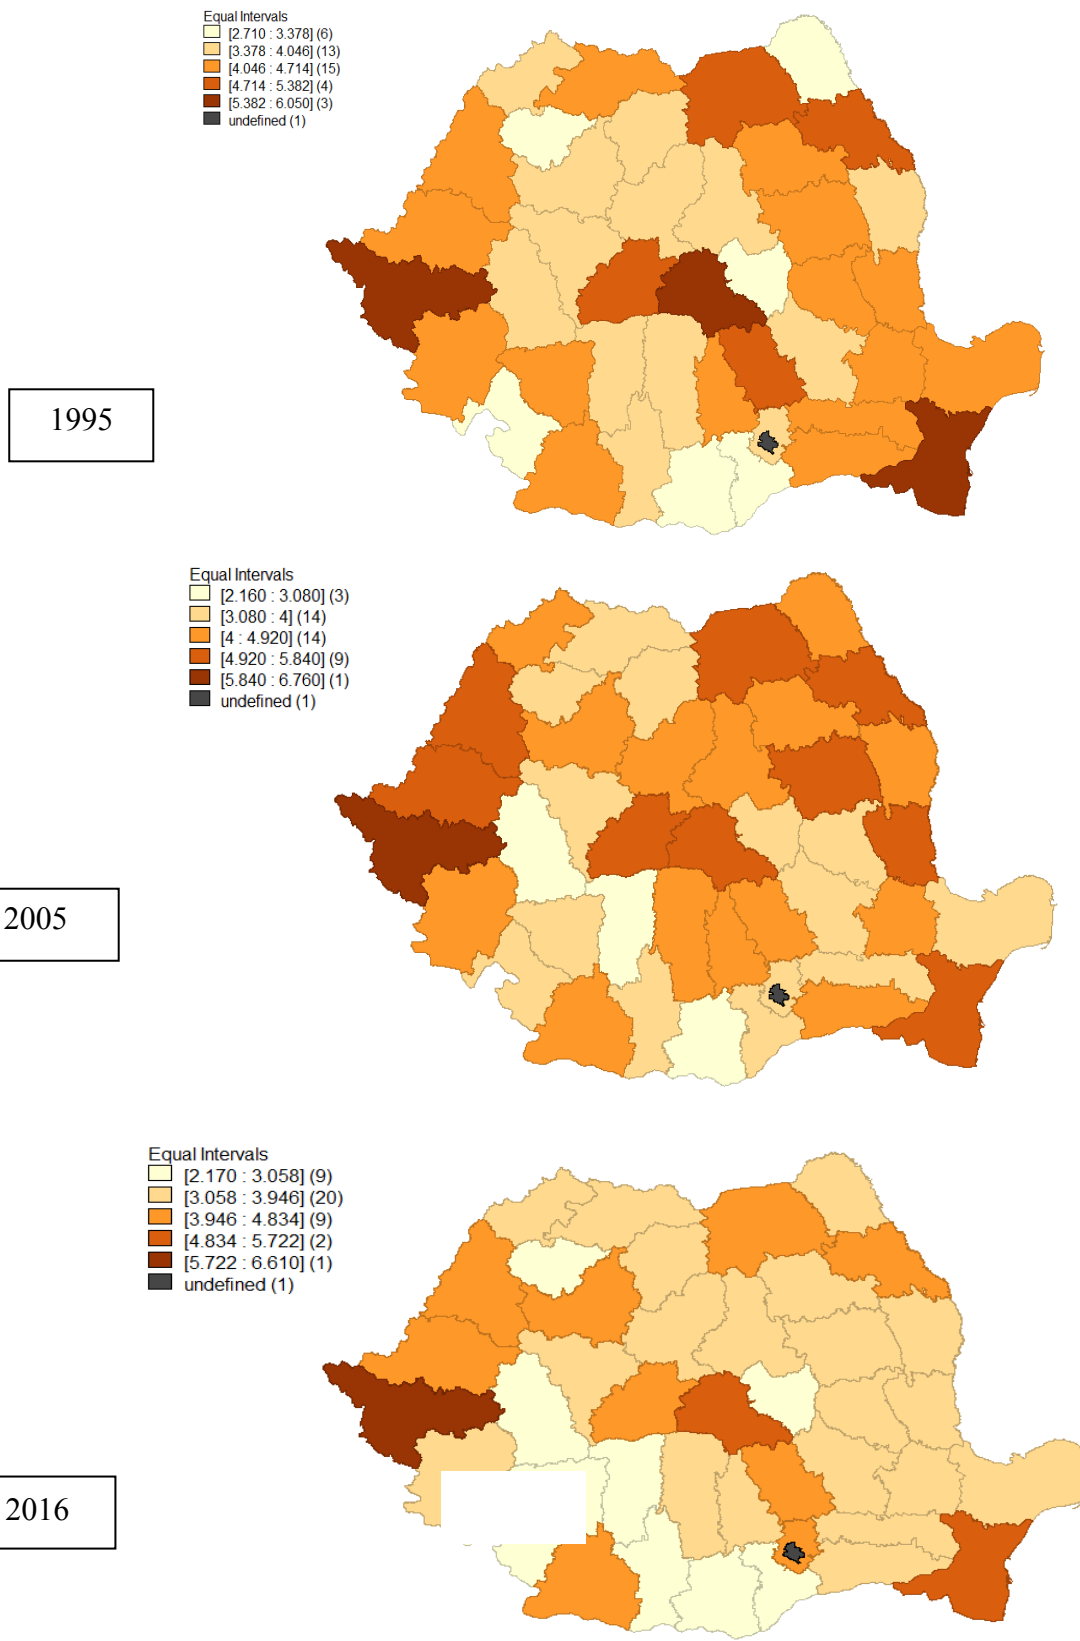 Equal Intervals
[2.710 : 3.378] (6)
[3.378 : 4.046] (13)
[4.046 : 4.714] (15)
[4.714 : 5.382] (4)
[5.382 : 6.050] (3)
undefined (1)
1995
Equal Intervals
[2.160 : 3.080] (3)
[3.080 : 4] (14)
[4 : 4.920] (14)
[4.920 : 5.840] (9)
[5.840 : 6.760] (1)
undefined (1)
2005
Equal Intervals
[2.170 : 3.058] (9)
[3.058 : 3.946] (20)
[3.946 : 4.834] (9)
[4.834 : 5.722] (2)
[5.722 : 6.610] (1)
undefined (1)
2016